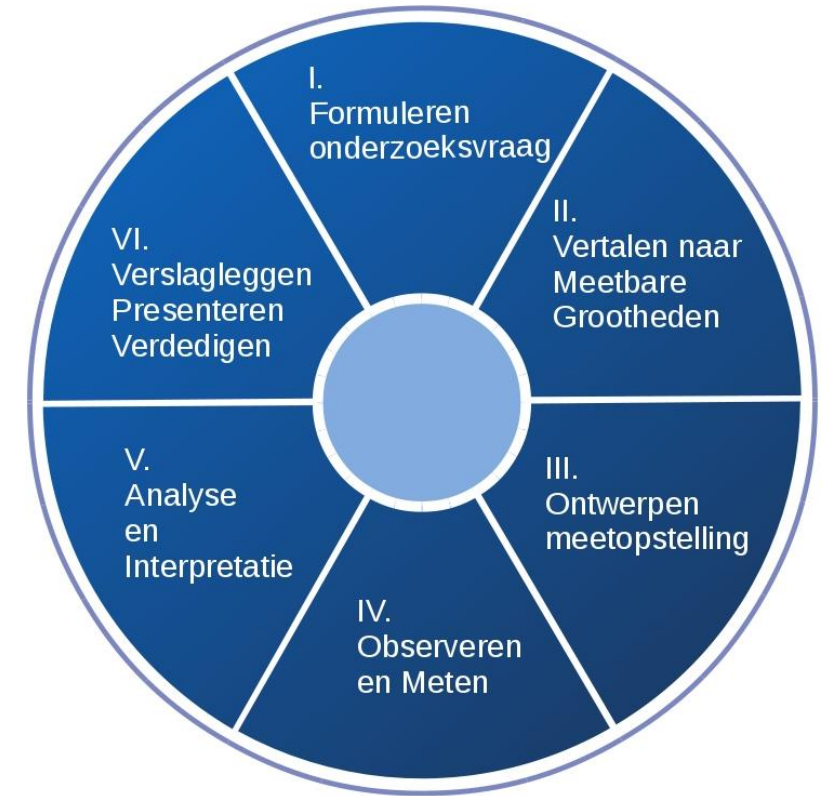 I.
Formuleren
onderzoeksvraag
II.
Vertalen naar
Meetbare
Grootheden
III.
Ontwerpen
meetopstelling
IV.
Observeren
en Meten
V.
Analyse
en
Interpretatie
VI.
Verslagleggen
Presenteren
Verdedigen